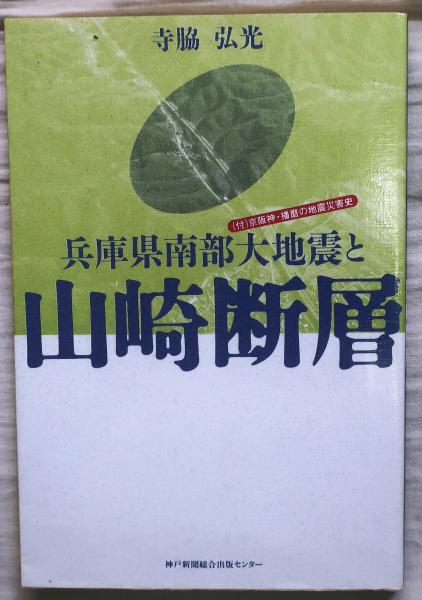 寺脇 弘光
(付)京阪神・播磨の地震災害史
兵庫県南部大地震と
山崎断層
神戸新聞総合出版センター